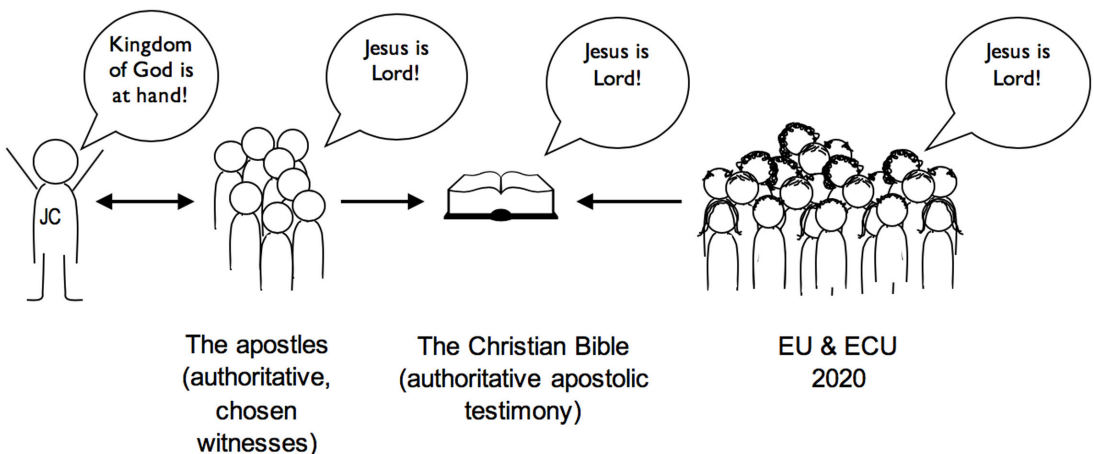 Kingdom
of God is
at hand!
Jesus is
Lord!
Jesus is
Lord!
Jesus is
Lord!
JC
The apostles
(authoritative,
chosen
witnesses)
The Christian Bible
(authoritative apostolic
testimony)
EU & ECU
2020